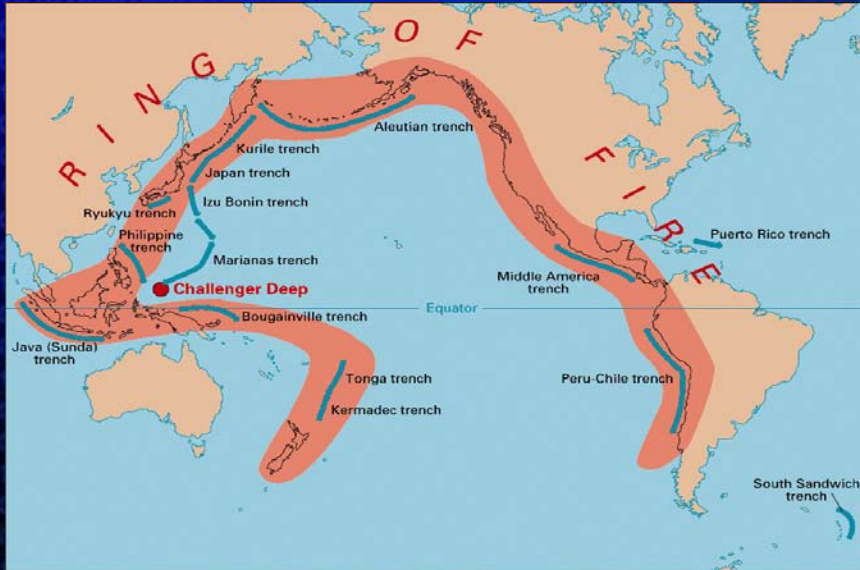 RING OF FIRE
Aleutian trench
Kurile trench
Japan trench
Izu Bonin trench
Ryukyu trench
Philippine
trench
Marianas trench
Challenger Deep
Puerto Rico trench
Middle America
trench
Equator
Bougainville trench
Java (Sunda)
trench
Tonga trench
Kermadec trench
Peru-Chile trench
South Sandwich
trench